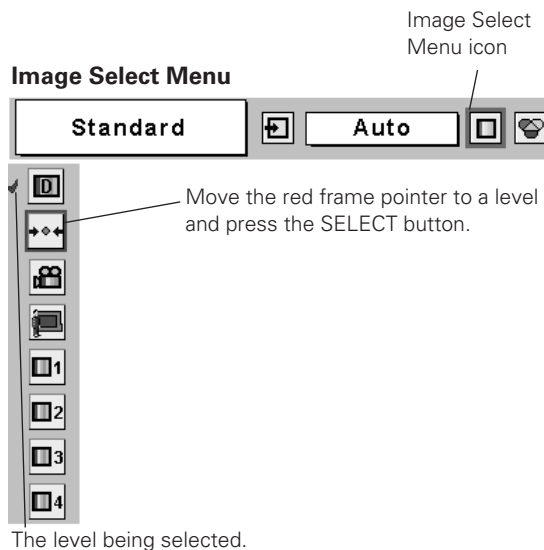 Image Select
Menu icon
Image Select Menu
Standard
Auto
D
Move the red frame pointer to a level
and press the SELECT button.
1
2
3
4
The level being selected.